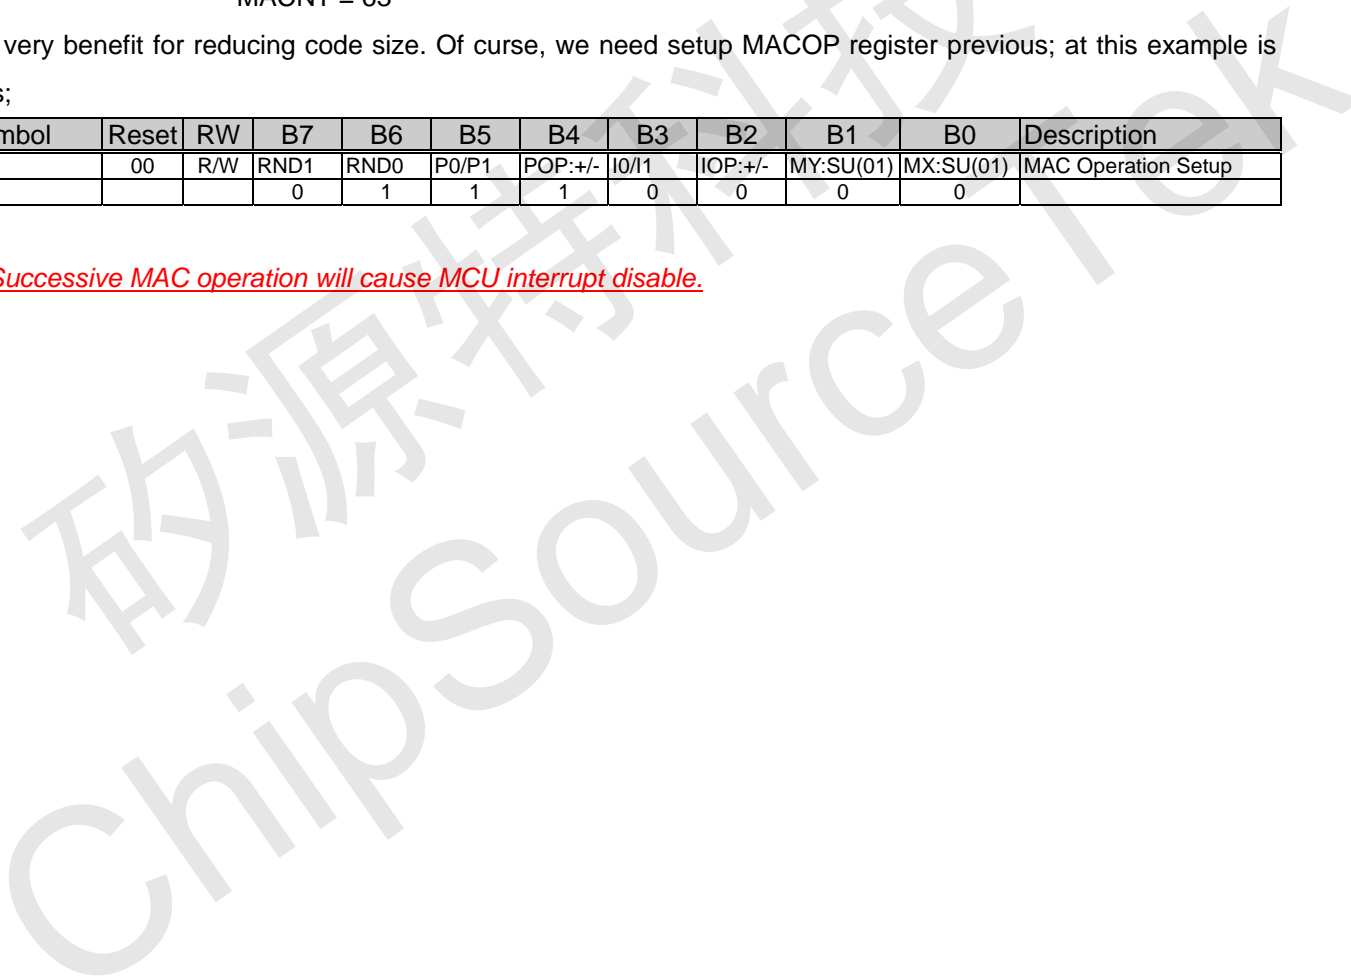 very benefit for reducing code size. Of curse, we need setup MACOP register previous; at this example is
s;
mbol Reset RW B7 B6 B5 B4 B3 B2 B1 B0 Description
00 R/W RND1 RND0 P0/P1 POP:+/- I0/I1 IOP:+/- MY:SU(01) MX:SU(01) MAC Operation Setup
0 1 1 1 0 0 0 0
Successive MAC operation will cause MCU interrupt disable.
矽源特科技
ChipSourceTek